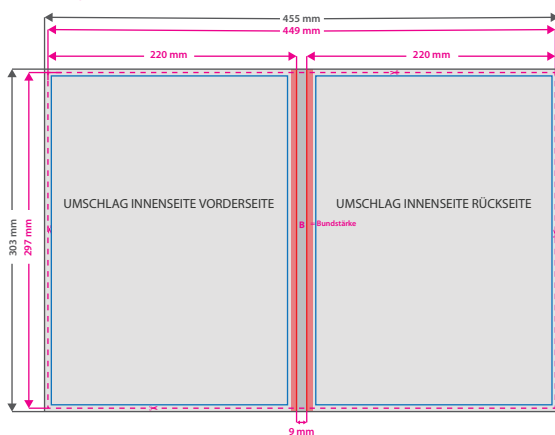 455 mm
449 mm
220 mm
220 mm
303 mm
297 mm
UMSCHLAG INNENSEITE VORDERSEITE
UMSCHLAG INNENSEITE RÜCKSEITE
B = Bundstärke
9 mm